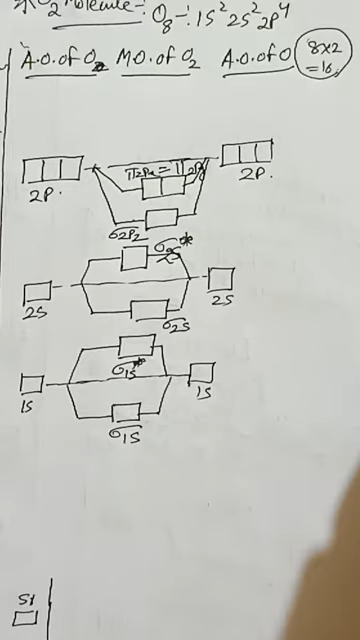 * O₂ Molecule:- O₈ -: 1S² 2S² 2P⁴
A.O. of O₂ M.O. of O₂ A.O. of O 8x2
=16
π2Px = π2Py
2P. 2P.
σ2Pz
σ2S*
2S 2S
σ2S
σ1S*
1S 1S
σ1S